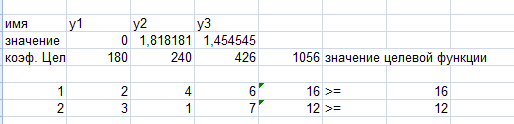 имя y1 y2 y3
значение 0 1,818181 1,454545
коэф. Цел 180 240 426 1056 значение целевой функции
1 2 4 6 16 >= 16
2 3 1 7 12 >= 12